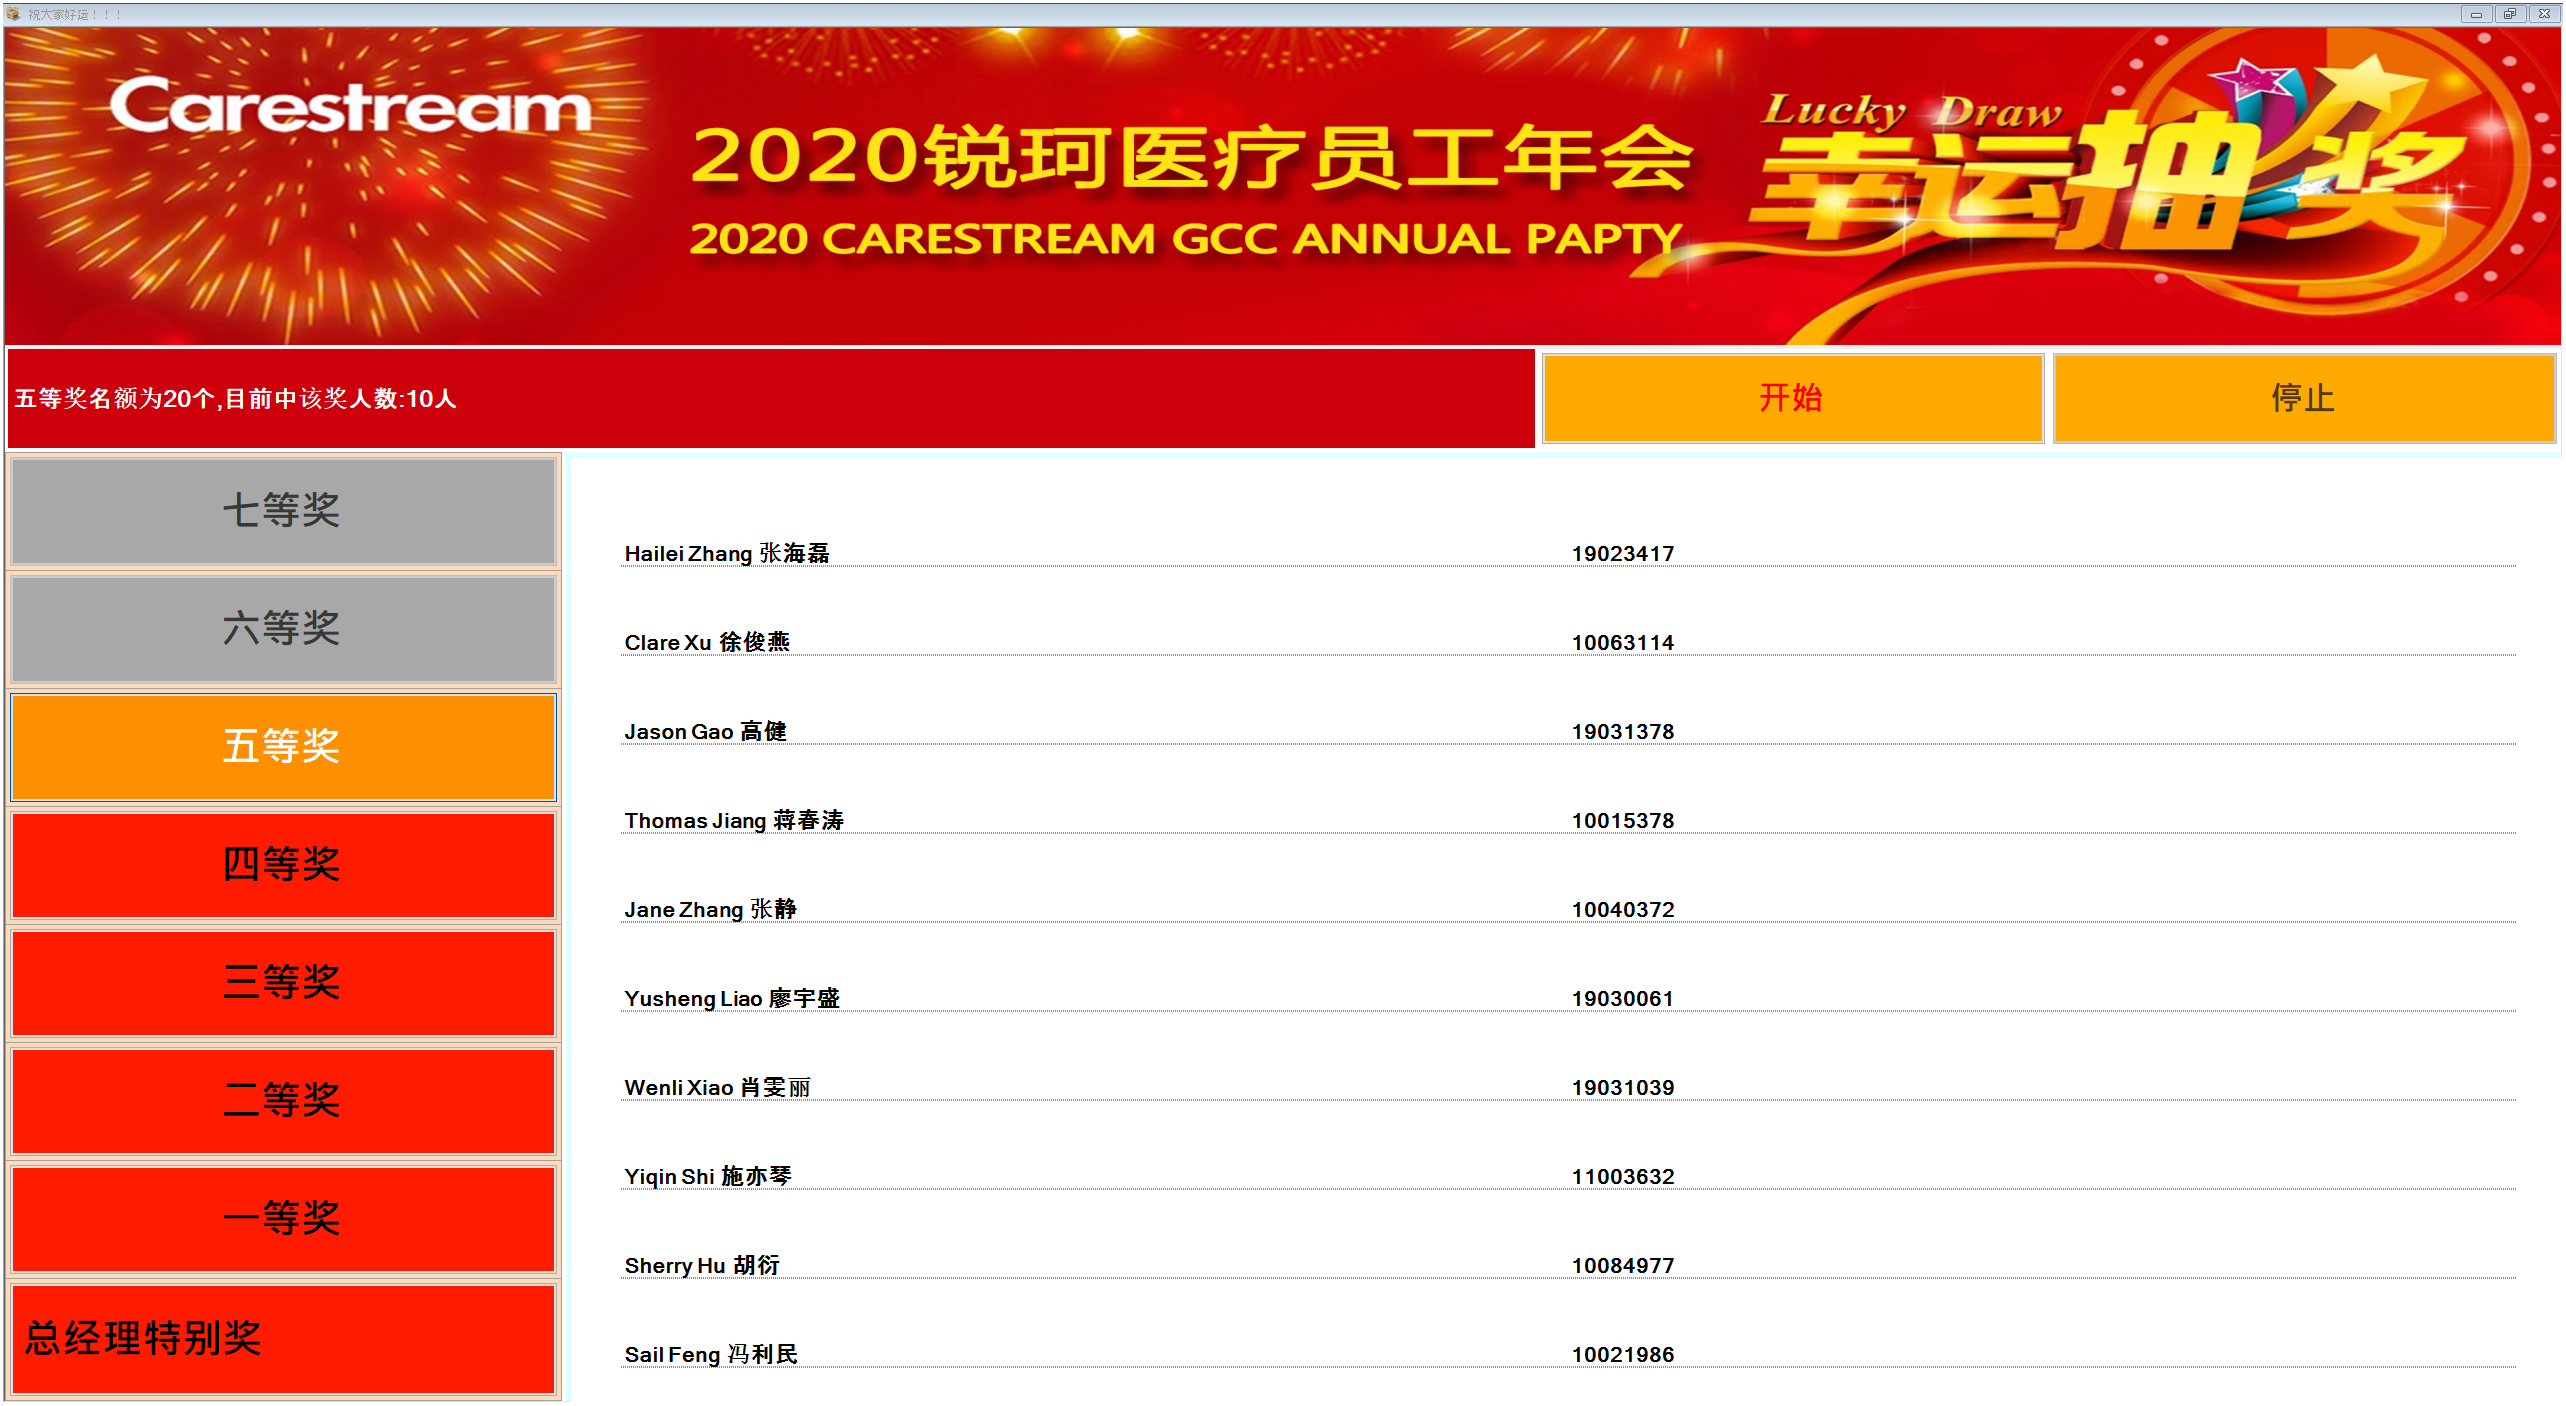 祝大家好运！！！
Carestream
2020锐珂医疗员工年会
2020 CARESTREAM GCC ANNUAL PAPTY
Lucky Draw
幸运抽奖
五等奖名额为20个,目前中该奖人数:10人
开始
停止
七等奖
六等奖
五等奖
四等奖
三等奖
二等奖
一等奖
总经理特别奖
Hailei Zhang 张海磊 19023417
Clare Xu 徐俊燕 10063114
Jason Gao 高健 19031378
Thomas Jiang 蒋春涛 10015378
Jane Zhang 张静 10040372
Yusheng Liao 廖宇盛 19030061
Wenli Xiao 肖雯丽 19031039
Yiqin Shi 施亦琴 11003632
Sherry Hu 胡衍 10084977
Sail Feng 冯利民 10021986